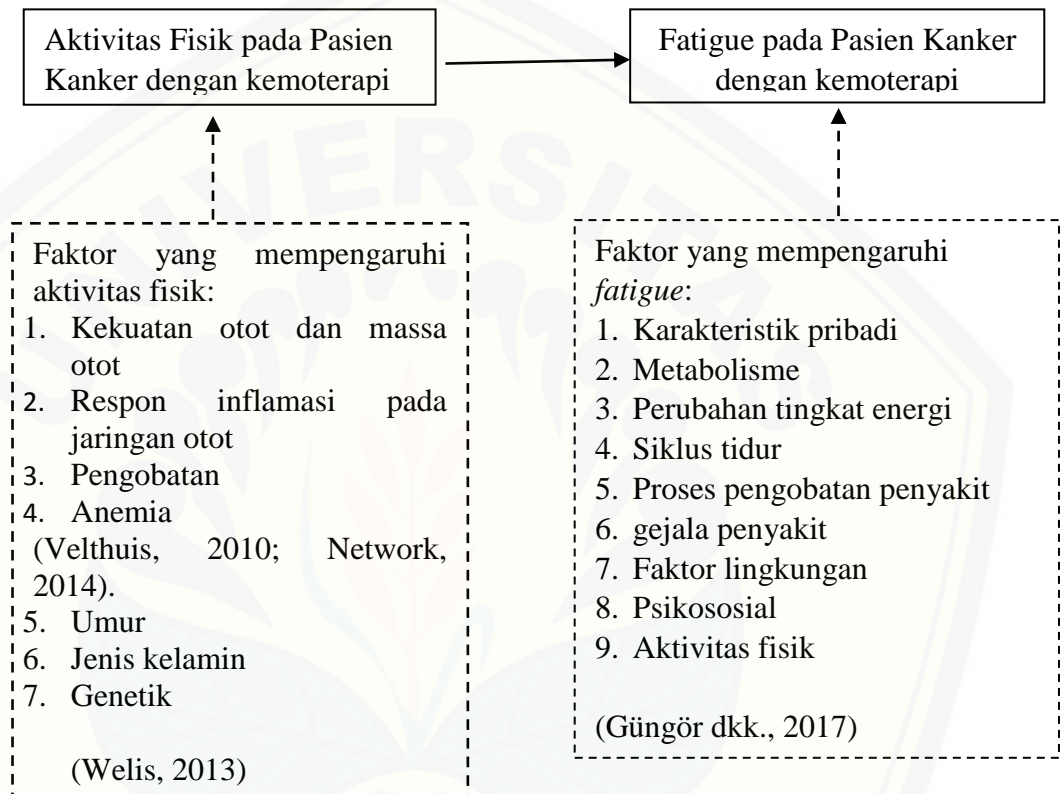 Aktivitas Fisik pada Pasien
Kanker dengan kemoterapi
Fatigue pada Pasien Kanker
dengan kemoterapi
Faktor yang mempengaruhi
aktivitas fisik:
1. Kekuatan otot dan massa
otot
2. Respon inflamasi pada
jaringan otot
3. Pengobatan
4. Anemia
(Velthuis, 2010; Network,
2014).
5. Umur
6. Jenis kelamin
7. Genetik
(Welis, 2013)
Faktor yang mempengaruhi
fatigue:
1. Karakteristik pribadi
2. Metabolisme
3. Perubahan tingkat energi
4. Siklus tidur
5. Proses pengobatan penyakit
6. gejala penyakit
7. Faktor lingkungan
8. Psikososial
9. Aktivitas fisik
(Güngör dkk., 2017)
UNIVERSITAS